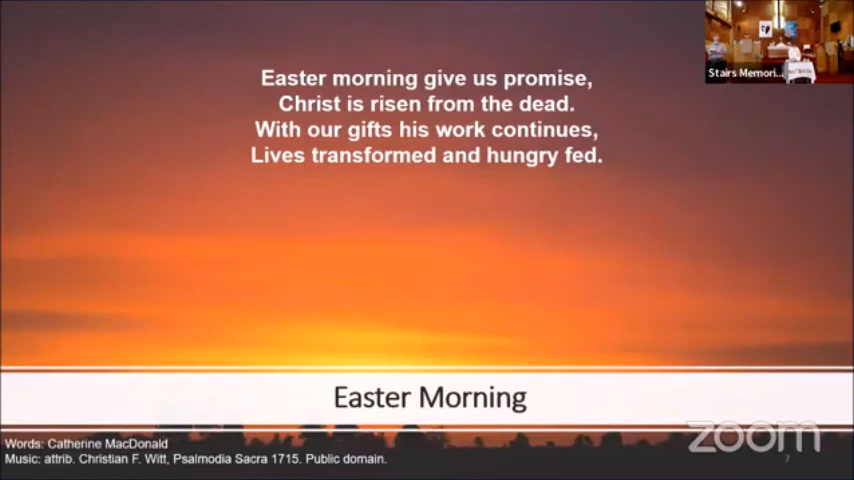 Easter morning give us promise,
Christ is risen from the dead.
With our gifts his work continues,
Lives transformed and hungry fed.
Stairs Memori...
Easter Morning
Words: Catherine MacDonald
Music: attrib. Christian F. Witt, Psalmodia Sacra 1715. Public domain.
zoom
7